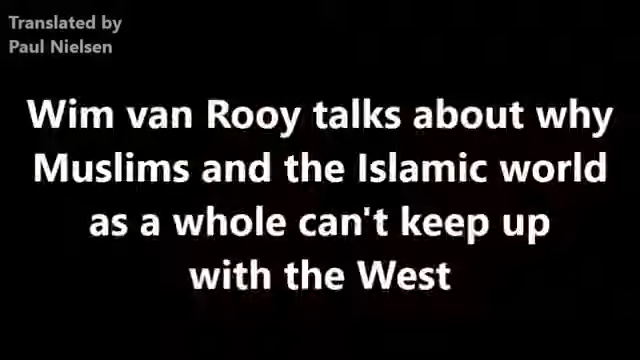 Translated by
Paul Nielsen
Wim van Rooy talks about why
Muslims and the Islamic world
as a whole can't keep up
with the West